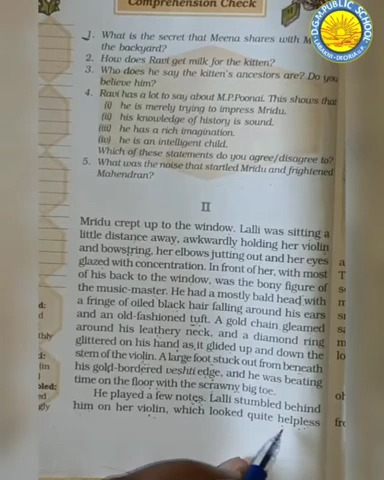 Comprehension Check
1. What is the secret that Meena shares with M
the backyard?
2. How does Ravi get milk for the kitten?
3. Who does he say the kitten's ancestors are? Do you
believe him?
4. Ravi has a lot to say about M.P.Poonai. This shows that
(i) he is merely trying to impress Mridu.
(ii) his knowledge of history is sound.
(iii) he has a rich imagination.
(iv) he is an intelligent child.
Which of these statements do you agree/disagree to?
5. What was the noise that startled Mridu and frightened
Mahendran?
II
Mridu crept up to the window. Lalli was sitting a
little distance away, awkwardly holding her violin
and bowstring, her elbows jutting out and her eyes
glazed with concentration. In front of her, with most
of his back to the window, was the bony figure of
the music-master. He had a mostly bald head with
a fringe of oiled black hair falling around his ears
and an old-fashioned tuft. A gold chain gleamed
around his leathery neck, and a diamond ring
glittered on his hand as it glided up and down the
stem of the violin. A large foot stuck out from beneath
his gold-bordered veshti edge, and he was beating
time on the floor with the scrawny big toe.
He played a few notes. Lalli stumbled behind
him on her violin, which looked quite helpless
D.G.M PUBLIC SCHOOL